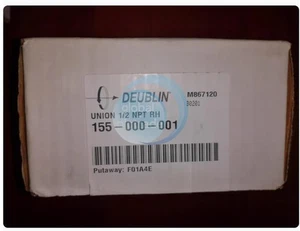 DEUBLIN
M867120
UNION 1/2 NPT RH
155-000-001
Putaway: F01A4E